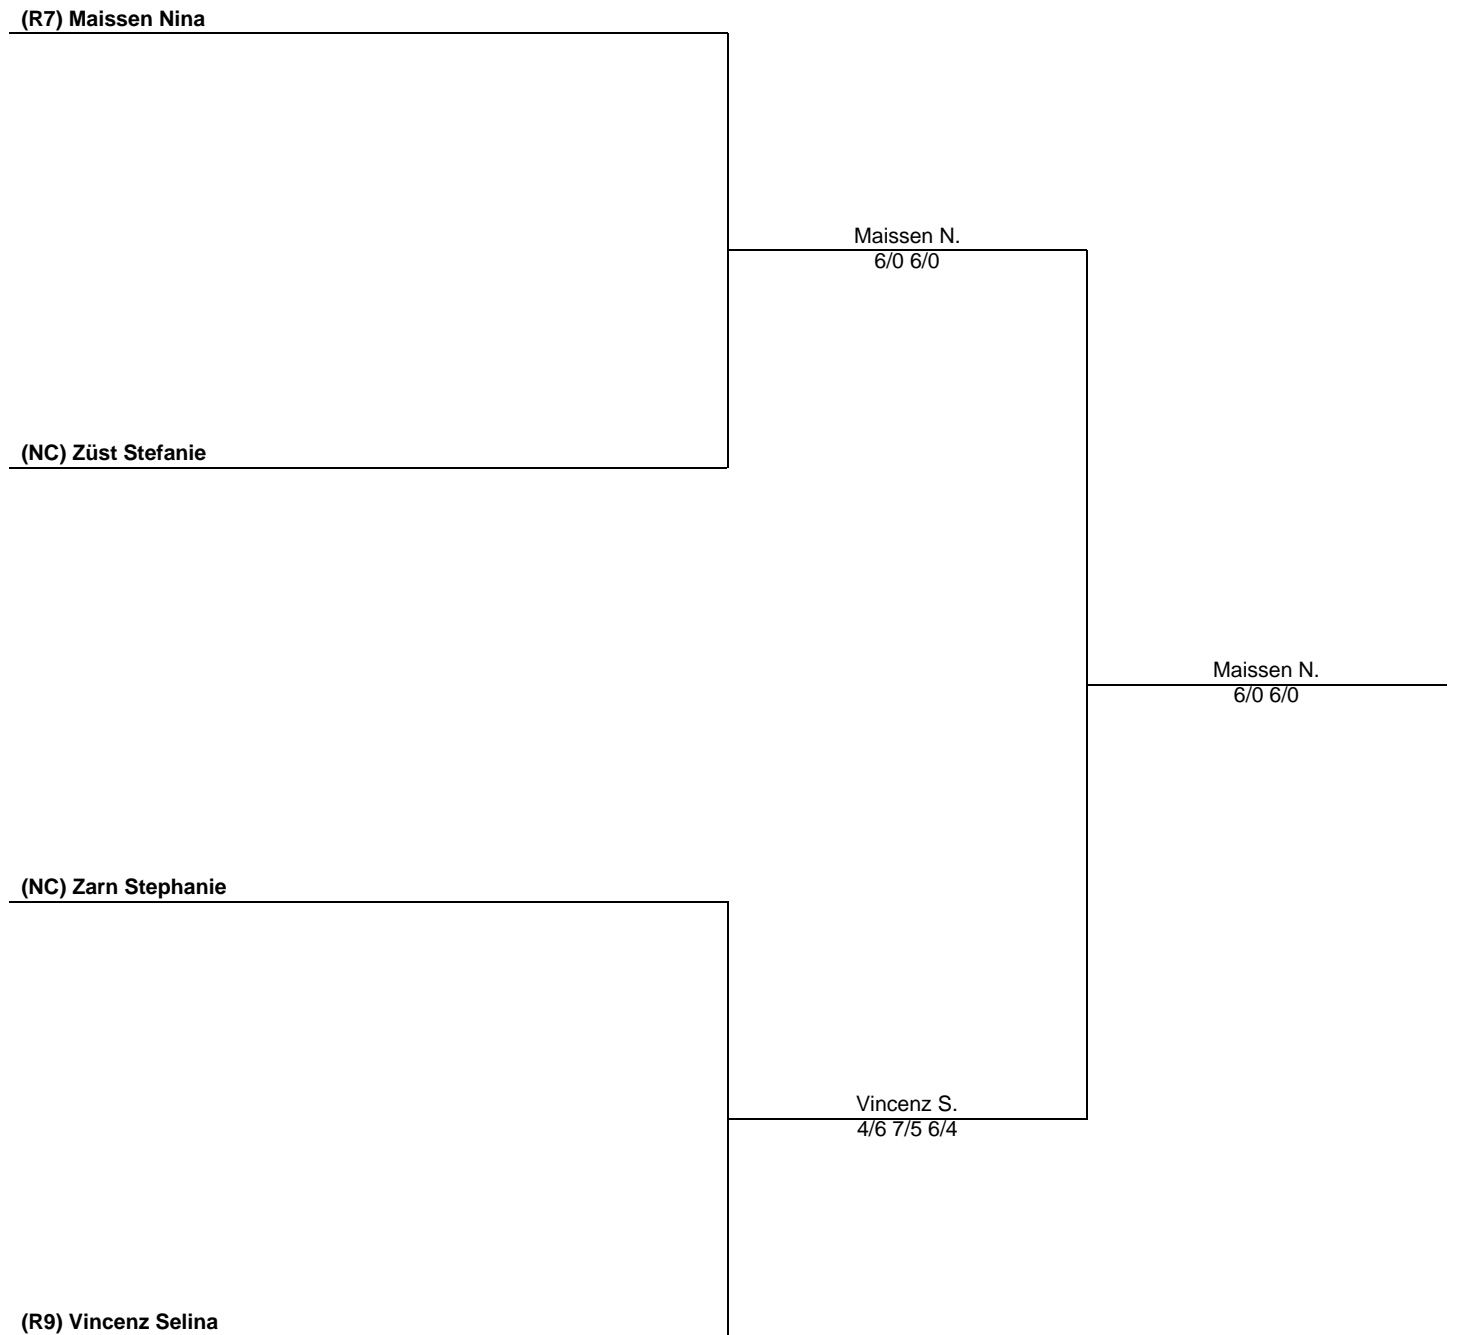 (R7) Maissen Nina
Maissen N.
6/0 6/0
(NC) Züst Stefanie
Maissen N.
6/0 6/0
(NC) Zarn Stephanie
Vincenz S.
4/6 7/5 6/4
(R9) Vincenz Selina